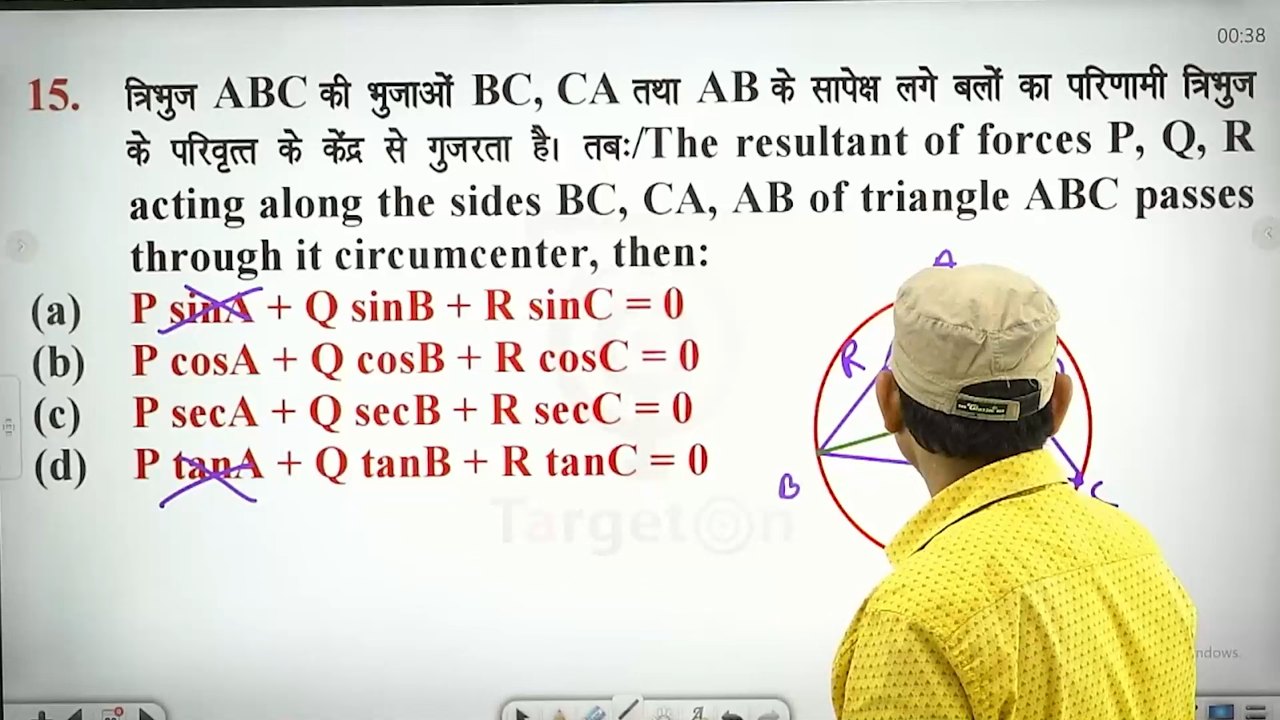 00:38
15. त्रिभुज ABC की भुजाओं BC, CA तथा AB के सापेक्ष लगे बलों का परिणामी त्रिभुज
के परिवृत्त के केंद्र से गुजरता है। तबः/The resultant of forces P, Q, R
acting along the sides BC, CA, AB of triangle ABC passes
through it circumcenter, then:
(a) P sinA + Q sinB + R sinC = 0
(b) P cosA + Q cosB + R cosC = 0
(c) P secA + Q secB + R secC = 0
(d) P tanA + Q tanB + R tanC = 0
A
R
B
C
TargetOn
ndows.